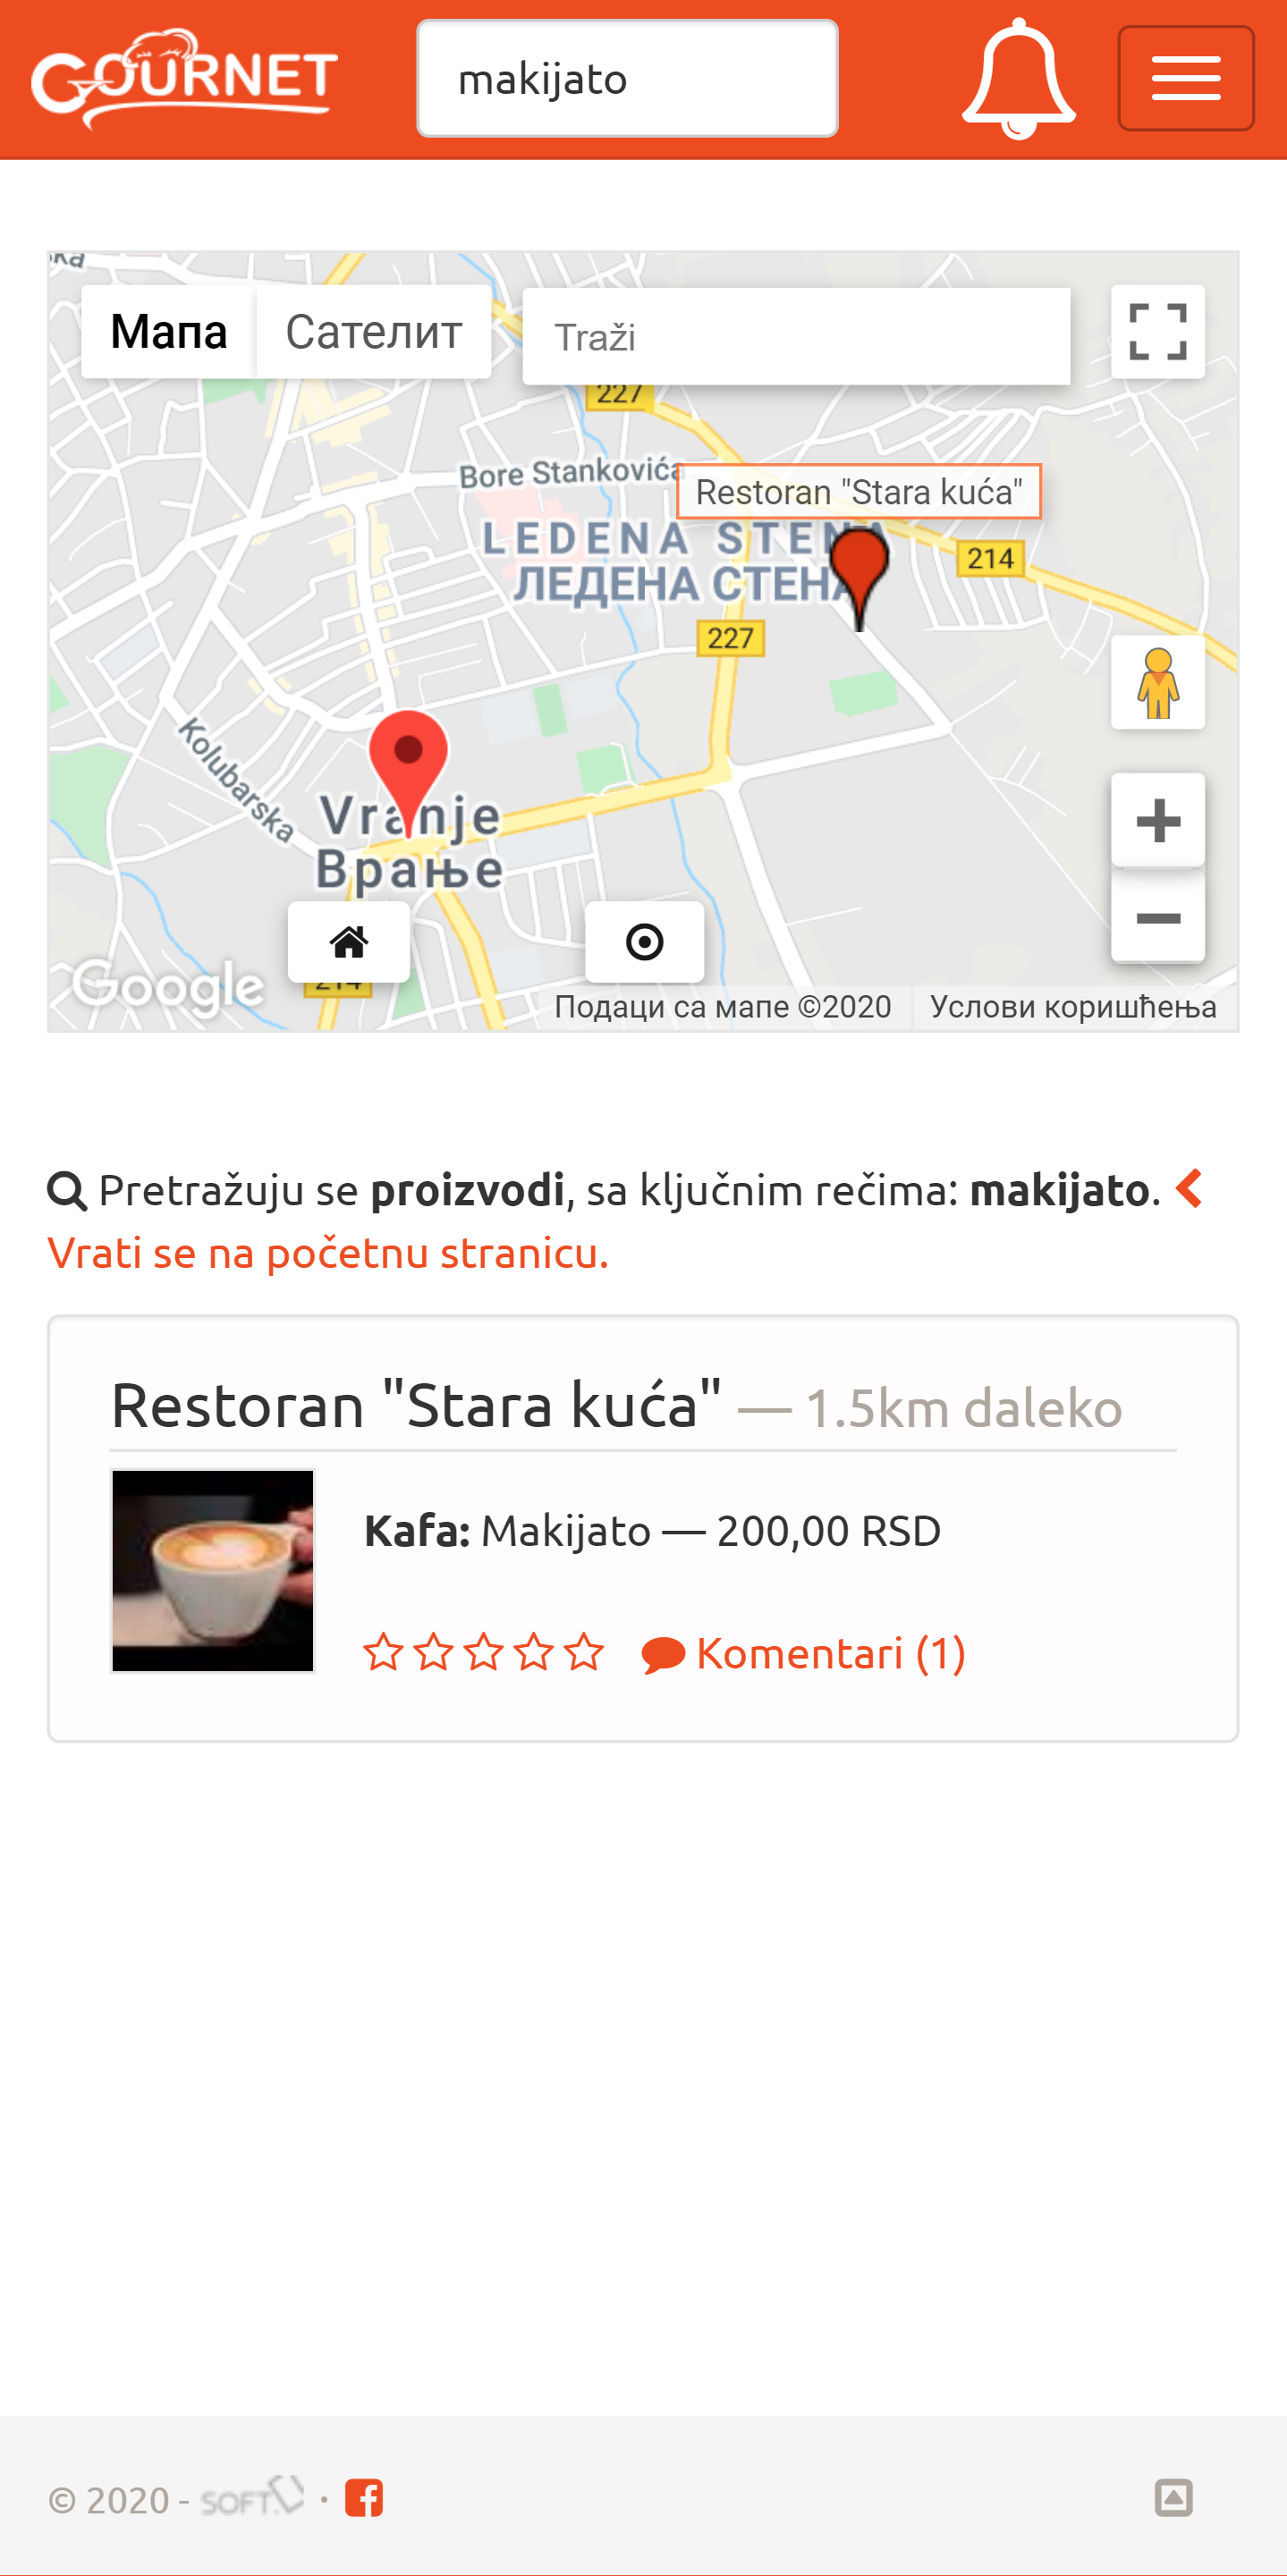 GOURNET
makijato
Мапа
Сателит
Traži
227
Bore Stankovića
Restoran "Stara kuća"
LEDENA STENA
ЛЕДЕНА СТЕНА
214
227
Kolubarska
Vranje
Врање
214
Google
Подаци са мапе ©2020
Услови коришћења
Pretražuju se proizvodi, sa ključnim rečima: makijato.
Vrati se na početnu stranicu.
Restoran "Stara kuća" — 1.5km daleko
Kafa: Makijato — 200,00 RSD
Komentari (1)
© 2020 - SOFT. ·